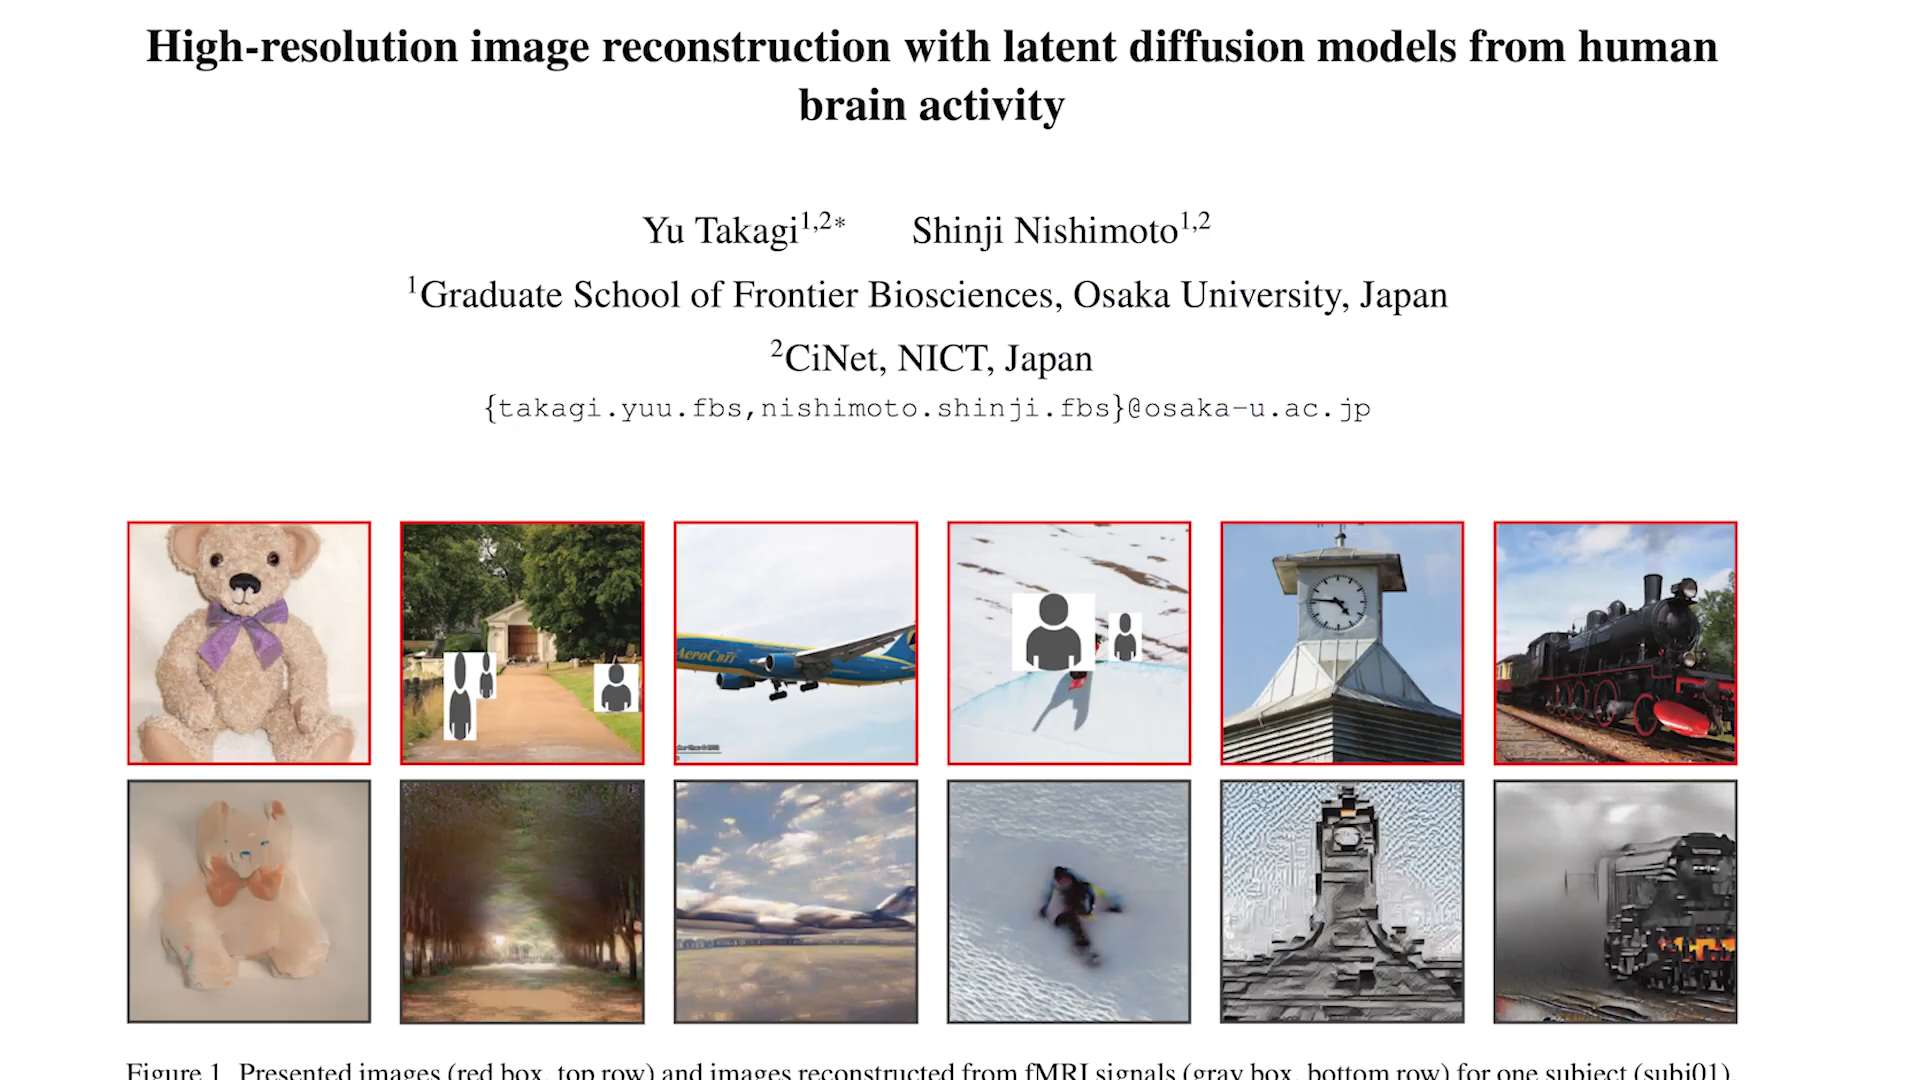 High-resolution image reconstruction with latent diffusion models from human
brain activity
Yu Takagi1,2* Shinji Nishimoto1,2
1Graduate School of Frontier Biosciences, Osaka University, Japan
2CiNet, NICT, Japan
{takagi.yuu.fbs,nishimoto.shinji.fbs}@osaka-u.ac.jp
АероСвіт
Figure 1. Presented images (red box, top row) and images reconstructed from fMRI signals (gray box, bottom row) for one subject (subj01).